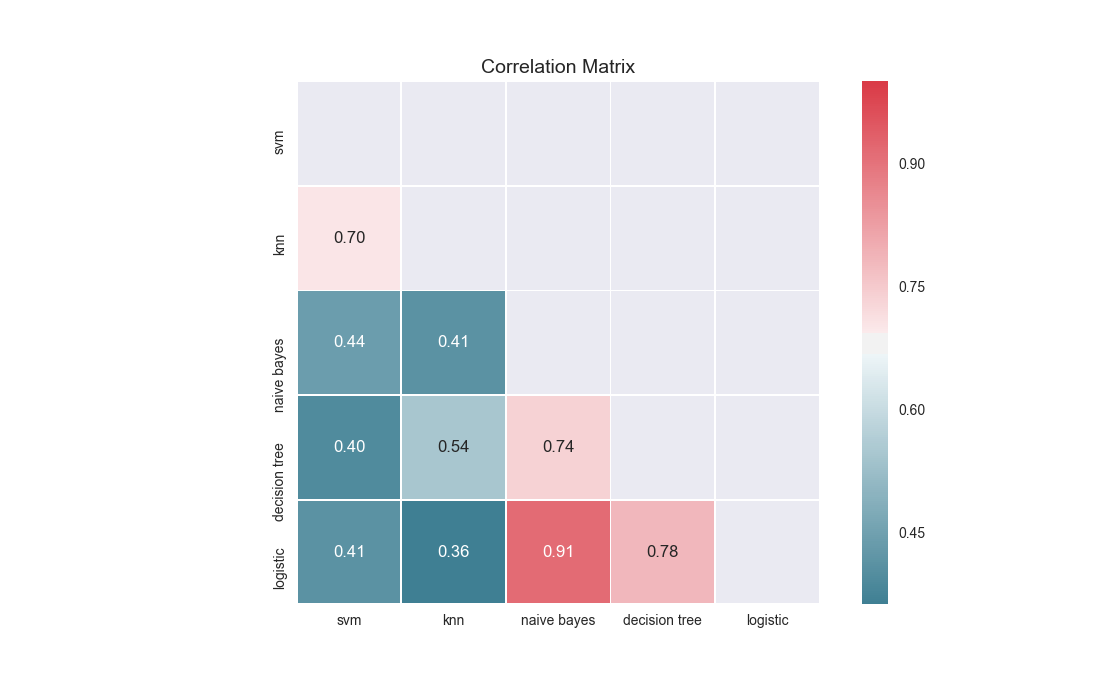 Correlation Matrix
svm
knn
0.70
naive bayes
0.44 0.41
decision tree
0.40 0.54 0.74
logistic
0.41 0.36 0.91 0.78
svm knn naive bayes decision tree logistic
0.90
0.75
0.60
0.45